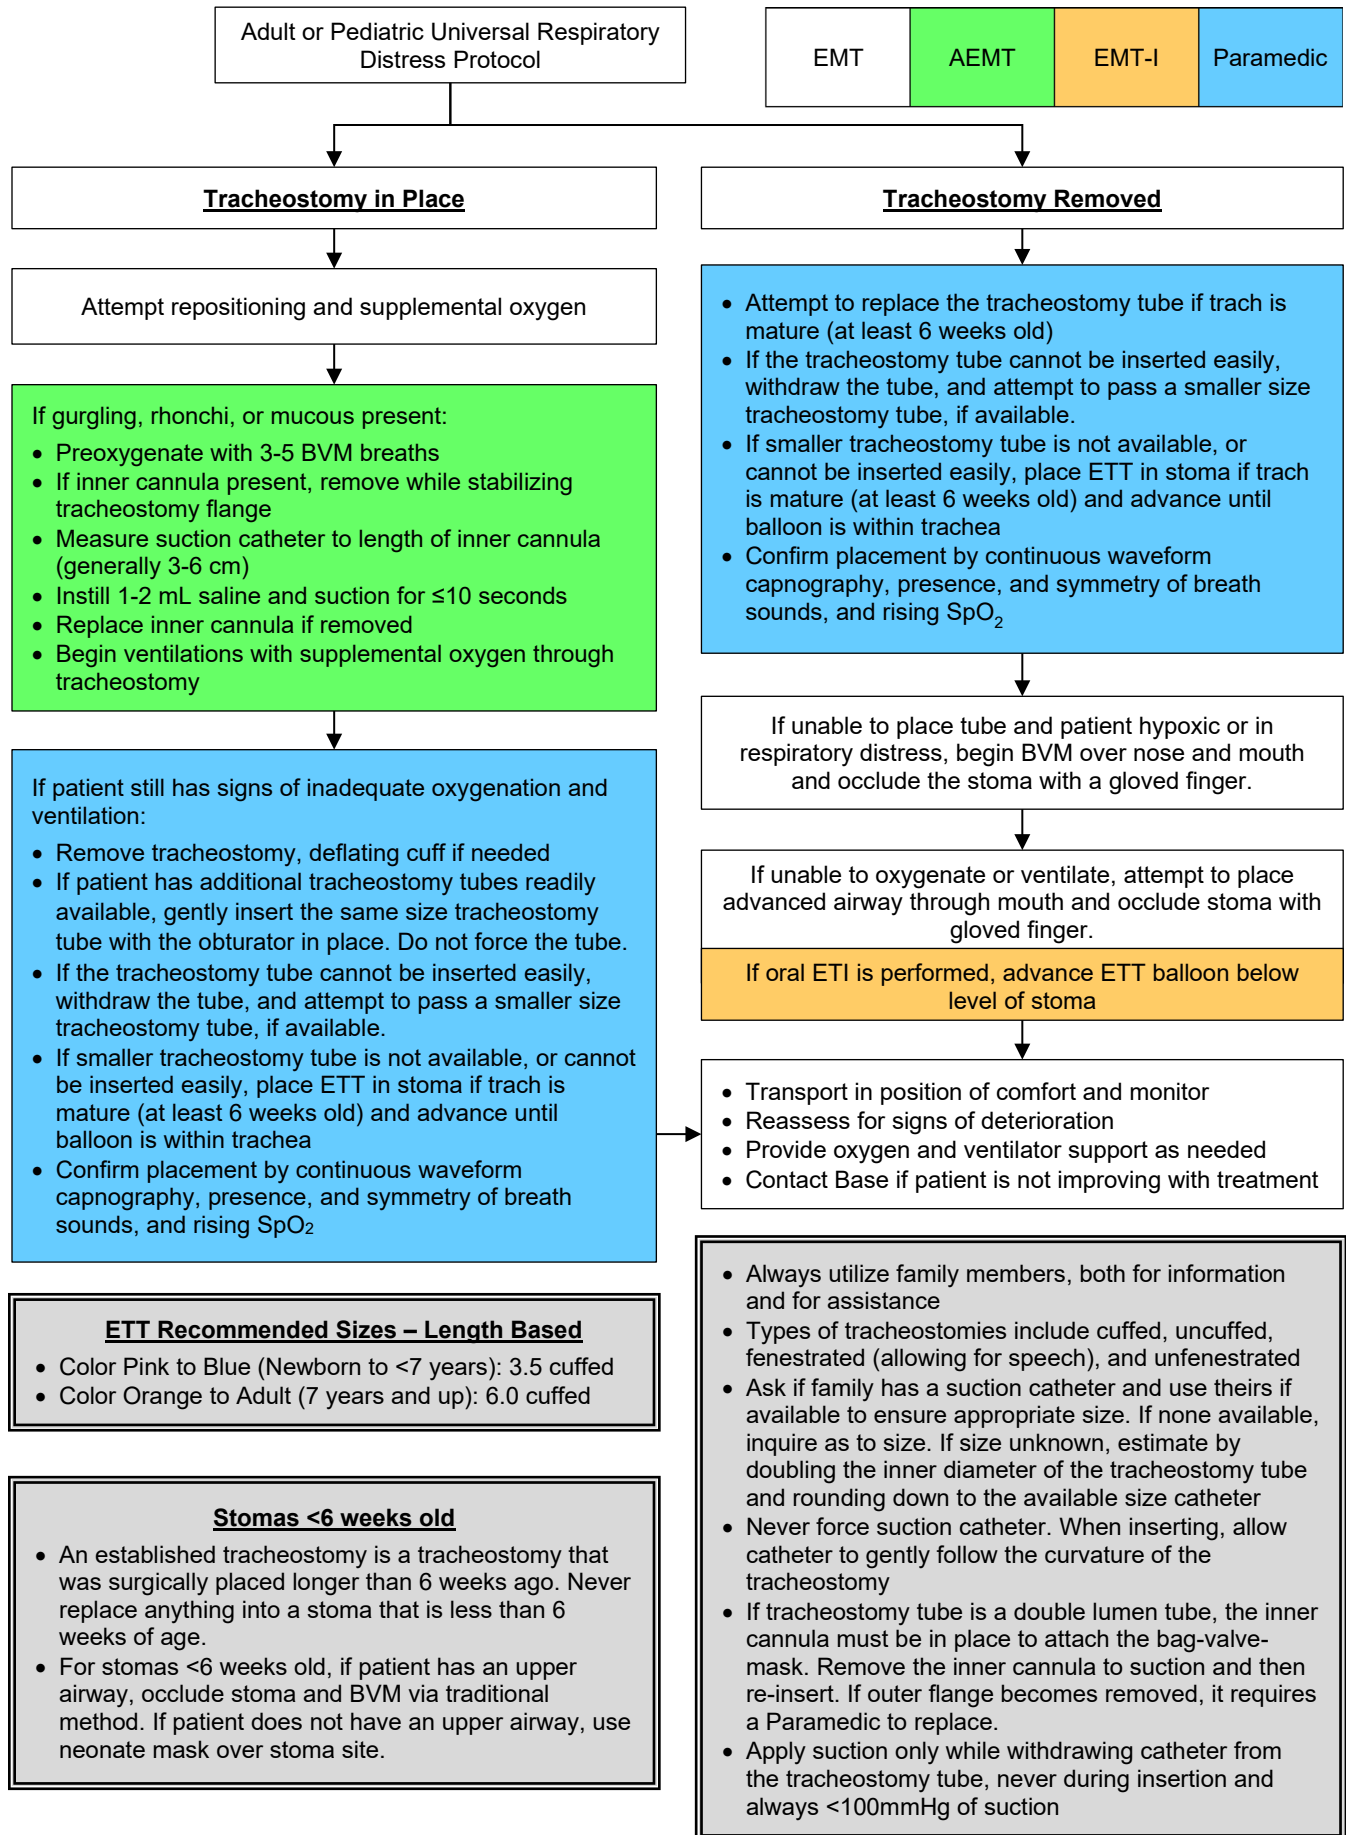 Adult or Pediatric Universal Respiratory
Distress Protocol
EMT
AEMT
EMT-I
Paramedic
Tracheostomy in Place
Attempt repositioning and supplemental oxygen
If gurgling, rhonchi, or mucous present:
• Preoxygenate with 3-5 BVM breaths
• If inner cannula present, remove while stabilizing
tracheostomy flange
• Measure suction catheter to length of inner cannula
(generally 3-6 cm)
• Instill 1-2 mL saline and suction for ≤10 seconds
• Replace inner cannula if removed
• Begin ventilations with supplemental oxygen through
tracheostomy
If patient still has signs of inadequate oxygenation and
ventilation:
• Remove tracheostomy, deflating cuff if needed
• If patient has additional tracheostomy tubes readily
available, gently insert the same size tracheostomy
tube with the obturator in place. Do not force the tube.
• If the tracheostomy tube cannot be inserted easily,
withdraw the tube, and attempt to pass a smaller size
tracheostomy tube, if available.
• If smaller tracheostomy tube is not available, or cannot
be inserted easily, place ETT in stoma if trach is
mature (at least 6 weeks old) and advance until
balloon is within trachea
• Confirm placement by continuous waveform
capnography, presence, and symmetry of breath
sounds, and rising SpO2
Tracheostomy Removed
• Attempt to replace the tracheostomy tube if trach is
mature (at least 6 weeks old)
• If the tracheostomy tube cannot be inserted easily,
withdraw the tube, and attempt to pass a smaller size
tracheostomy tube, if available.
• If smaller tracheostomy tube is not available, or
cannot be inserted easily, place ETT in stoma if trach
is mature (at least 6 weeks old) and advance until
balloon is within trachea
• Confirm placement by continuous waveform
capnography, presence, and symmetry of breath
sounds, and rising SpO2
If unable to place tube and patient hypoxic or in
respiratory distress, begin BVM over nose and mouth
and occlude the stoma with a gloved finger.
If unable to oxygenate or ventilate, attempt to place
advanced airway through mouth and occlude stoma with
gloved finger.
If oral ETI is performed, advance ETT balloon below
level of stoma
• Transport in position of comfort and monitor
• Reassess for signs of deterioration
• Provide oxygen and ventilator support as needed
• Contact Base if patient is not improving with treatment
ETT Recommended Sizes – Length Based
• Color Pink to Blue (Newborn to <7 years): 3.5 cuffed
• Color Orange to Adult (7 years and up): 6.0 cuffed
Stomas <6 weeks old
• An established tracheostomy is a tracheostomy that
was surgically placed longer than 6 weeks ago. Never
replace anything into a stoma that is less than 6
weeks of age.
• For stomas <6 weeks old, if patient has an upper
airway, occlude stoma and BVM via traditional
method. If patient does not have an upper airway, use
neonate mask over stoma site.
• Always utilize family members, both for information
and for assistance
• Types of tracheostomies include cuffed, uncuffed,
fenestrated (allowing for speech), and unfenestrated
• Ask if family has a suction catheter and use theirs if
available to ensure appropriate size. If none available,
inquire as to size. If size unknown, estimate by
doubling the inner diameter of the tracheostomy tube
and rounding down to the available size catheter
• Never force suction catheter. When inserting, allow
catheter to gently follow the curvature of the
tracheostomy
• If tracheostomy tube is a double lumen tube, the inner
cannula must be in place to attach the bag-valve-
mask. Remove the inner cannula to suction and then
re-insert. If outer flange becomes removed, it requires
a Paramedic to replace.
• Apply suction only while withdrawing catheter from
the tracheostomy tube, never during insertion and
always <100mmHg of suction